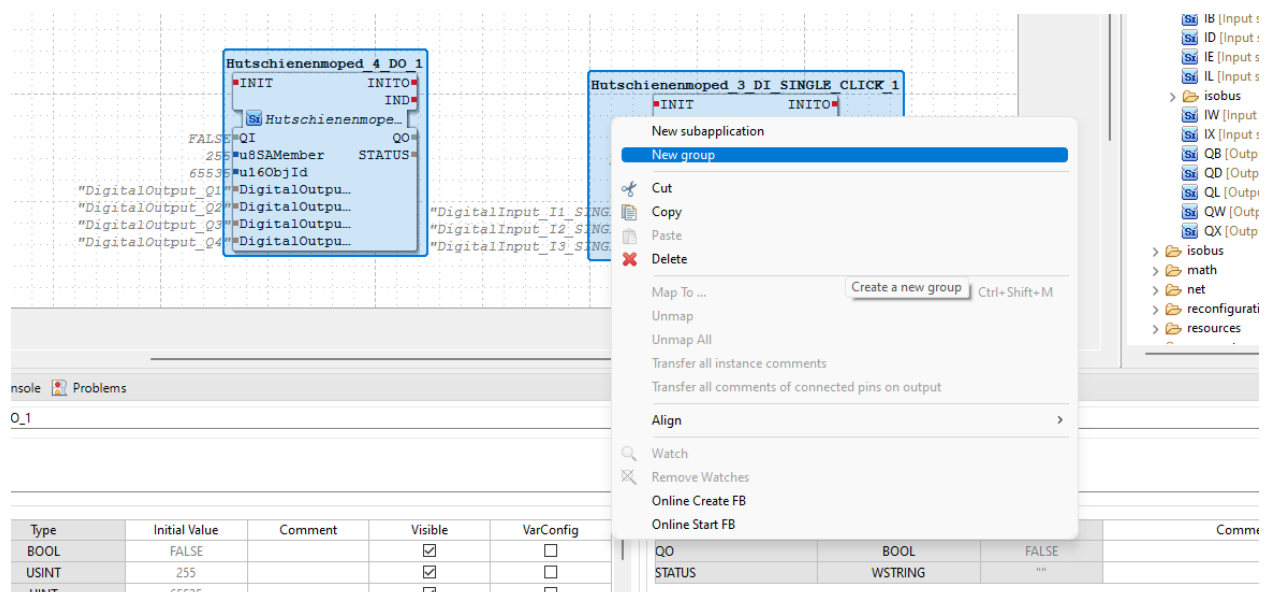 IB [Input s
ID [Input s
IE [Input s
IL [Input s
isobus
IW [Input
IX [Input s
QB [Outp
QD [Outp
QL [Outpu
QW [Outp
QX [Outp
isobus
math
net
reconfigurati
resources
Hutschienenmoped_4_DO_1
INIT INITO
IND
Hutschienenmope…
FALSE QI QO
255 u8SAMember STATUS
65535 u16ObjId
"DigitalOutput_Q1" DigitalOutpu…
"DigitalOutput_Q2" DigitalOutpu…
"DigitalOutput_Q3" DigitalOutpu…
"DigitalOutput_Q4" DigitalOutpu…
Hutschienenmoped_3_DI_SINGLE_CLICK_1
INIT INITO
"DigitalInput_I1_SING
"DigitalInput_I2_SING
"DigitalInput_I3_SING
New subapplication
New group
Cut
Copy
Paste
Delete
Map To ... Ctrl+Shift+M
Create a new group
Unmap
Unmap All
Transfer all instance comments
Transfer all comments of connected pins on output
Align
Watch
Remove Watches
Online Create FB
Online Start FB
nsole Problems
O_1
Type Initial Value Comment Visible VarConfig
BOOL FALSE
USINT 255
Comme
QO BOOL FALSE
STATUS WSTRING ""